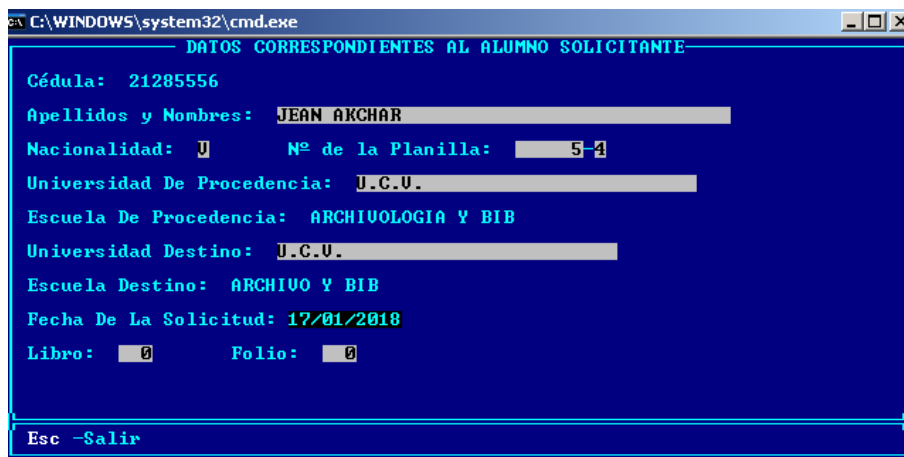 C:\WINDOWS\system32\cmd.exe
DATOS CORRESPONDIENTES AL ALUMNO SOLICITANTE
Cédula: 21285556
Apellidos y Nombres: JEAN AKCHAR
Nacionalidad: V Nº de la Planilla: 5-4
Universidad De Procedencia: U.C.V.
Escuela De Procedencia: ARCHIVOLOGIA Y BIB
Universidad Destino: U.C.V.
Escuela Destino: ARCHIVO Y BIB
Fecha De La Solicitud: 17/01/2018
Libro: 0 Folio: 0
Esc -Salir